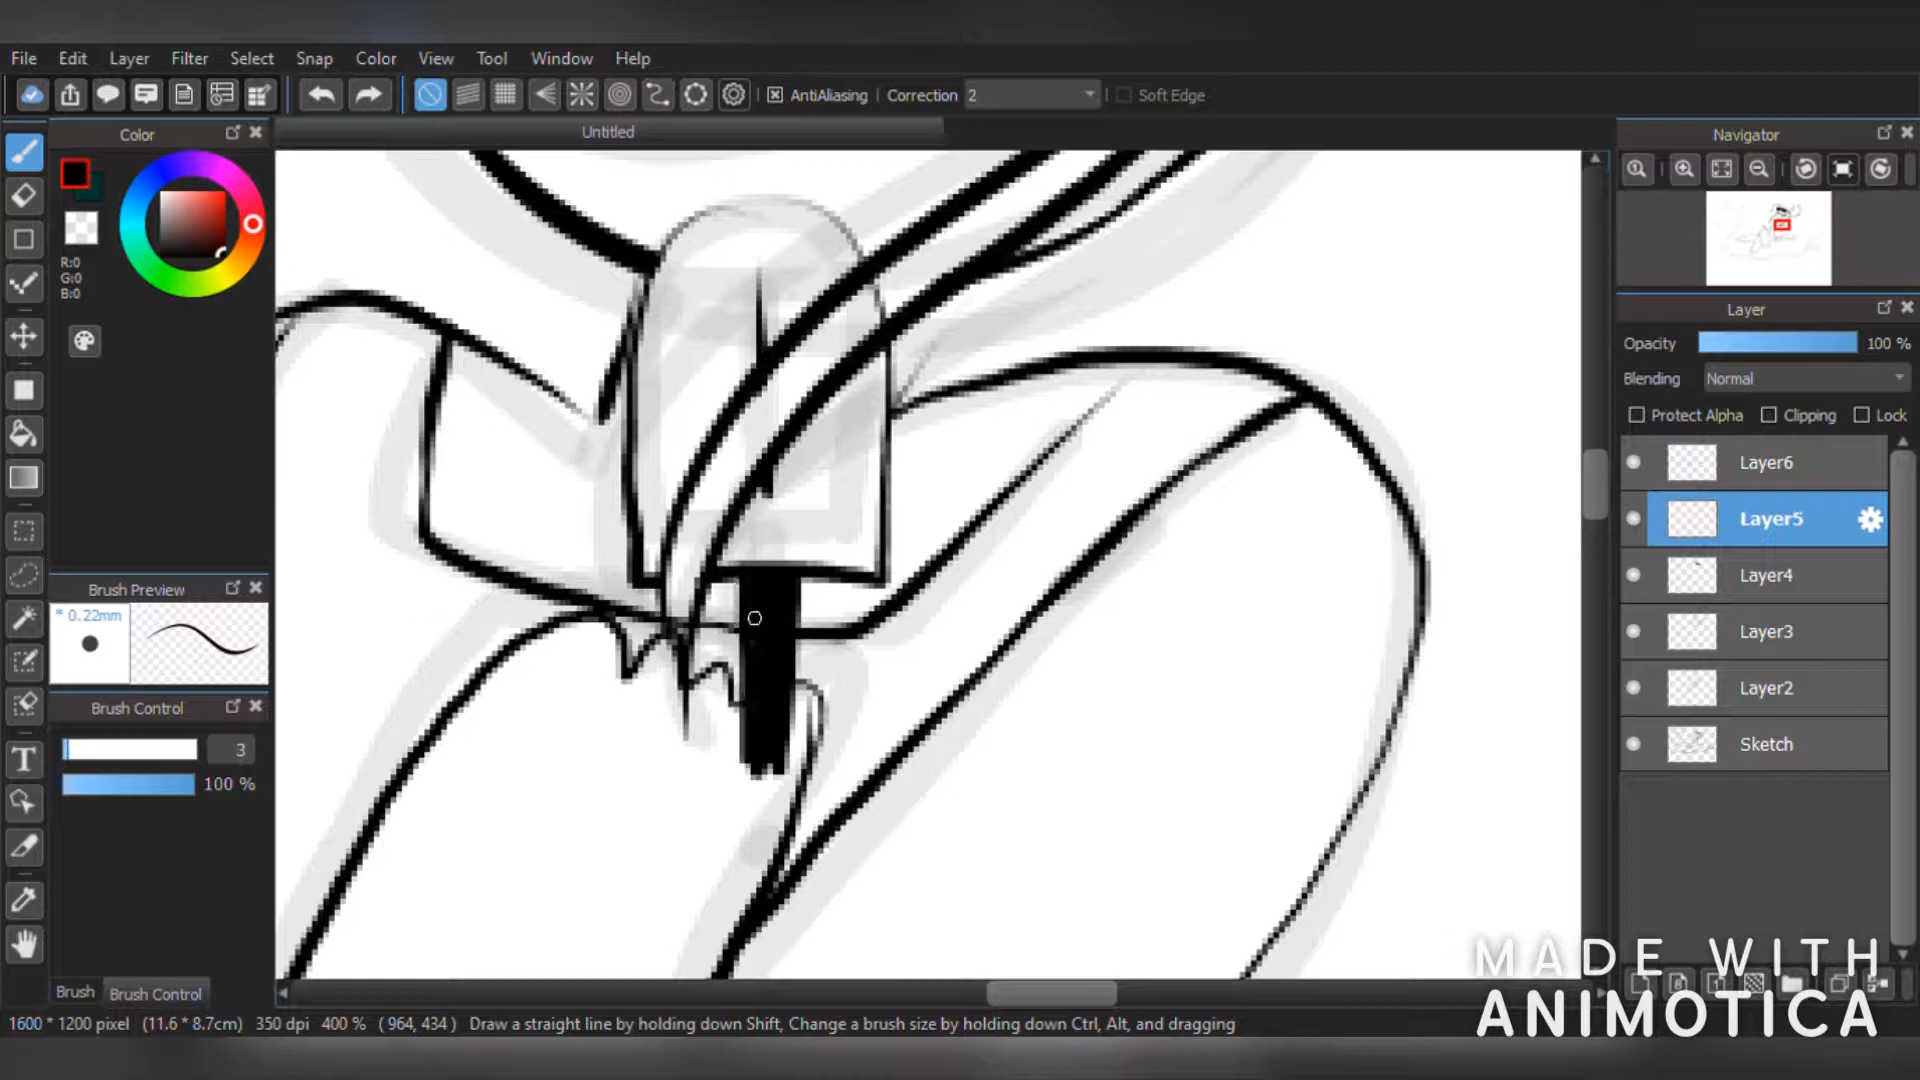 File Edit Layer Filter Select Snap Color View Tool Window Help
AntiAliasing Correction 2 Soft Edge
Color
Untitled
Navigator
R:0
G:0
B:0
Layer
Opacity 100 %
Blending Normal
Protect Alpha Clipping Lock
Layer6
Layer5
Layer4
Layer3
Layer2
Sketch
Brush Preview
* 0.22mm
Brush Control
3
100 %
Brush Brush Control
1600 * 1200 pixel (11.6 * 8.7cm) 350 dpi 400 % ( 964, 434 ) Draw a straight line by holding down Shift, Change a brush size by holding down Ctrl, Alt, and dragging
MADE WITH
ANIMOTICA